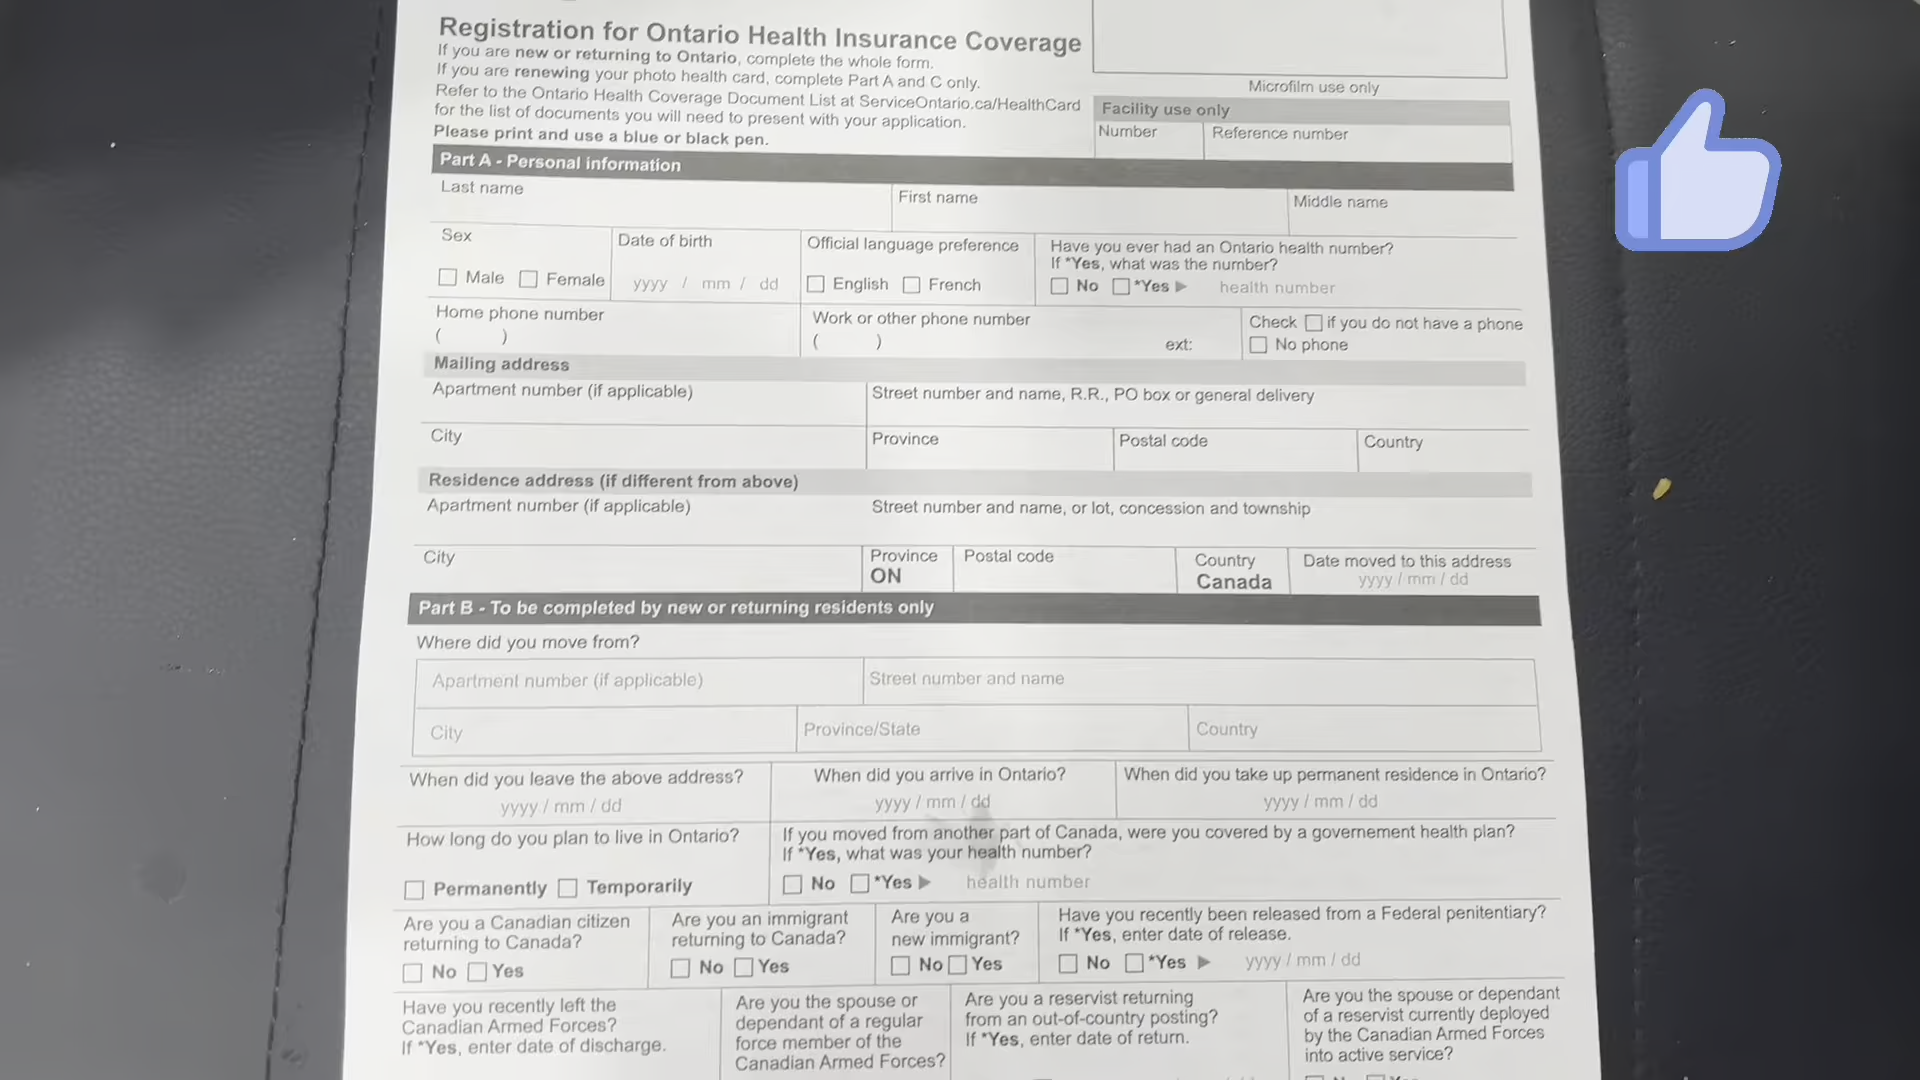 Registration for Ontario Health Insurance Coverage
If you are new or returning to Ontario, complete the whole form.
If you are renewing your photo health card, complete Part A and C only.
Refer to the Ontario Health Coverage Document List at ServiceOntario.ca/HealthCard
for the list of documents you will need to present with your application.
Please print and use a blue or black pen.
Microfilm use only
Facility use only
Number
Reference number
Part A - Personal information
Last name
First name
Middle name
Sex
Male Female
Date of birth
yyyy / mm / dd
Official language preference
English French
Have you ever had an Ontario health number?
If *Yes, what was the number?
No *Yes health number
Home phone number
( )
Work or other phone number
( ) ext:
Check if you do not have a phone
No phone
Mailing address
Apartment number (if applicable)
Street number and name, R.R., PO box or general delivery
City
Province
Postal code
Country
Residence address (if different from above)
Apartment number (if applicable)
Street number and name, or lot, concession and township
City
Province
ON
Postal code
Country
Canada
Date moved to this address
yyyy / mm / dd
Part B - To be completed by new or returning residents only
Where did you move from?
Apartment number (if applicable)
Street number and name
City
Province/State
Country
When did you leave the above address?
yyyy / mm / dd
When did you arrive in Ontario?
yyyy / mm / dd
When did you take up permanent residence in Ontario?
yyyy / mm / dd
How long do you plan to live in Ontario?
Permanently Temporarily
If you moved from another part of Canada, were you covered by a governement health plan?
If *Yes, what was your health number?
No *Yes health number
Are you a Canadian citizen
returning to Canada?
No Yes
Are you an immigrant
returning to Canada?
No Yes
Are you a
new immigrant?
No Yes
Have you recently been released from a Federal penitentiary?
If *Yes, enter date of release.
No *Yes yyyy / mm / dd
Have you recently left the
Canadian Armed Forces?
If *Yes, enter date of discharge.
Are you the spouse or
dependant of a regular
force member of the
Canadian Armed Forces?
Are you a reservist returning
from an out-of-country posting?
If *Yes, enter date of return.
Are you the spouse or dependant
of a reservist currently deployed
by the Canadian Armed Forces
into active service?